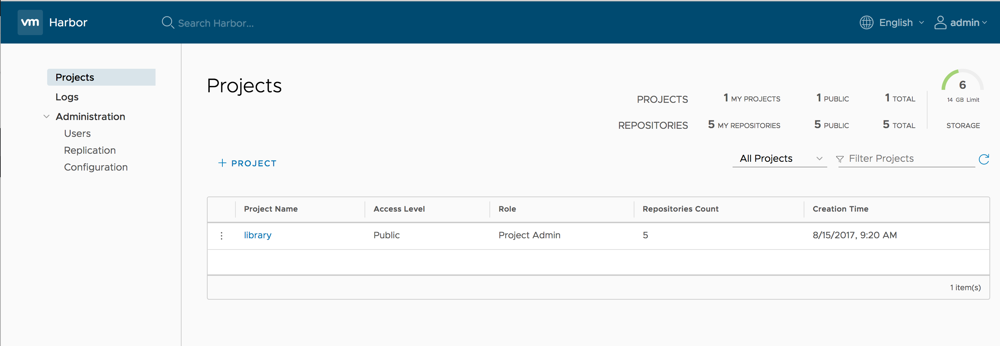 vm Harbor Search Harbor... English admin
Projects
Logs
Administration
Users
Replication
Configuration
Projects
PROJECTS 1 MY PROJECTS 1 PUBLIC 1 TOTAL
REPOSITORIES 5 MY REPOSITORIES 5 PUBLIC 5 TOTAL
6
14 GB Limit
STORAGE
+ PROJECT
All Projects Filter Projects
Project Name Access Level Role Repositories Count Creation Time
library Public Project Admin 5 8/15/2017, 9:20 AM
1 item(s)